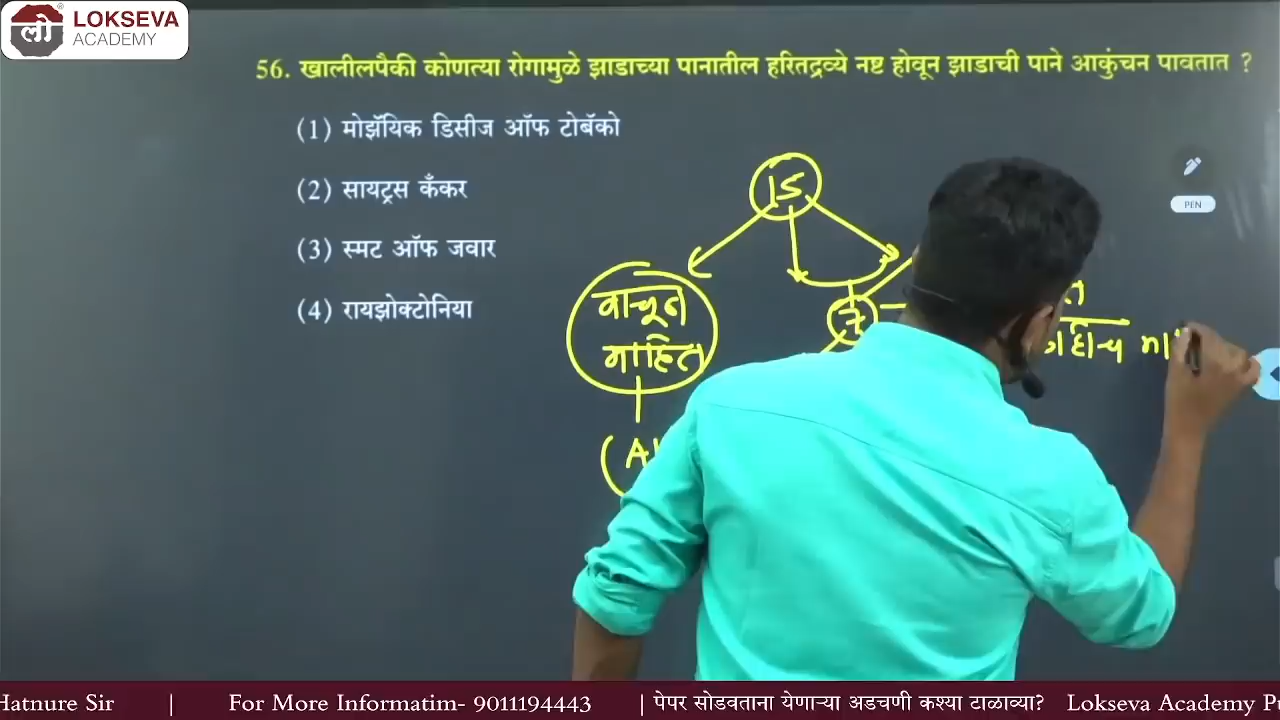 LOKSEVA
ACADEMY
56. खालीलपैकी कोणत्या रोगामुळे झाडाच्या पानातील हरितद्रव्ये नष्ट होवून झाडाची पाने आकुंचन पावतात ?
(1) मोझॅयिक डिसीज ऑफ टोबॅको
(2) सायट्रस कँकर
(3) स्मट ऑफ जवार
(4) रायझोक्टोनिया
15
वाचून
माहित
7
PEN
Hatnure Sir | For More Informatim- 9011194443 | पेपर सोडवताना येणाऱ्या अडचणी कश्या टाळाव्या? Lokseva Academy P